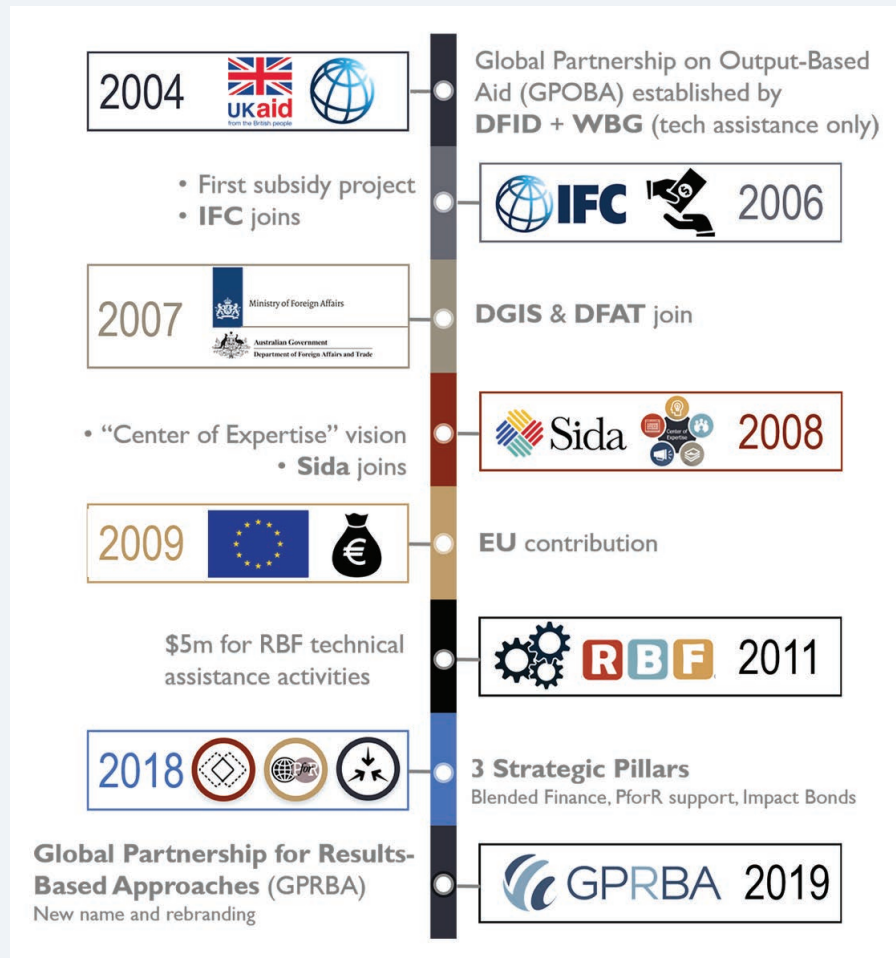 2004
UKaid
from the British people
Global Partnership on Output-Based
Aid (GPOBA) established by
DFID + WBG (tech assistance only)
• First subsidy project
• IFC joins
IFC
2006
2007
Ministry of Foreign Affairs
Australian Government
Department of Foreign Affairs and Trade
DGIS & DFAT join
• “Center of Expertise” vision
• Sida joins
Sida
Center of
Expertise
2008
2009
€
EU contribution
$5m for RBF technical
assistance activities
RBF
2011
2018
PforR
3 Strategic Pillars
Blended Finance, PforR support, Impact Bonds
Global Partnership for Results-
Based Approaches (GPRBA)
New name and rebranding
GPRBA 2019